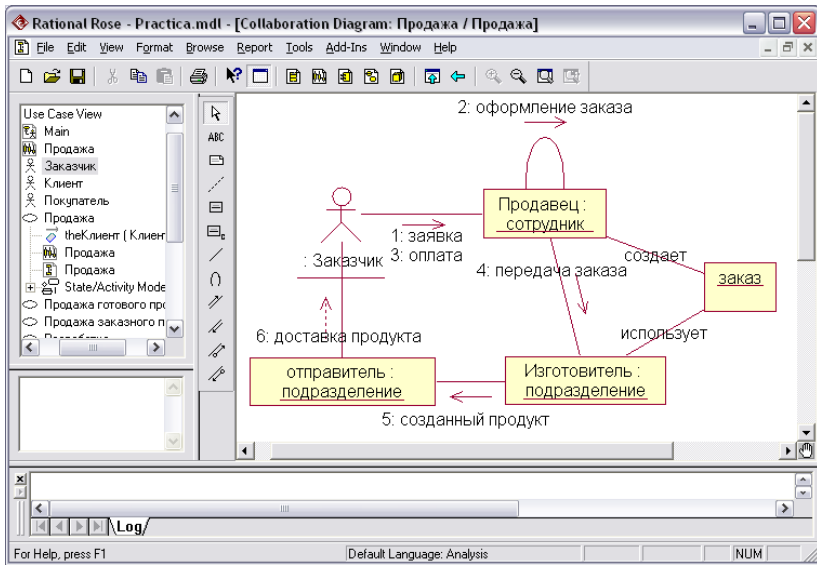 Rational Rose - Practica.mdl - [Collaboration Diagram: Продажа / Продажа]
File Edit View Format Browse Report Tools Add-Ins Window Help
Use Case View
Main
Продажа
Заказчик
Клиент
Покупатель
Продажа
theКлиент ( Клиен
Продажа
Продажа
State/Activity Mode
Продажа готового про
Продажа заказного п
ABC
2: оформление заказа
Продавец :
сотрудник
1: заявка
3: оплата
: Заказчик
4: передача заказа
создает
заказ
использует
6: доставка продукта
отправитель :
подразделение
Изготовитель :
подразделение
5: созданный продукт
Log
For Help, press F1
Default Language: Analysis
NUM